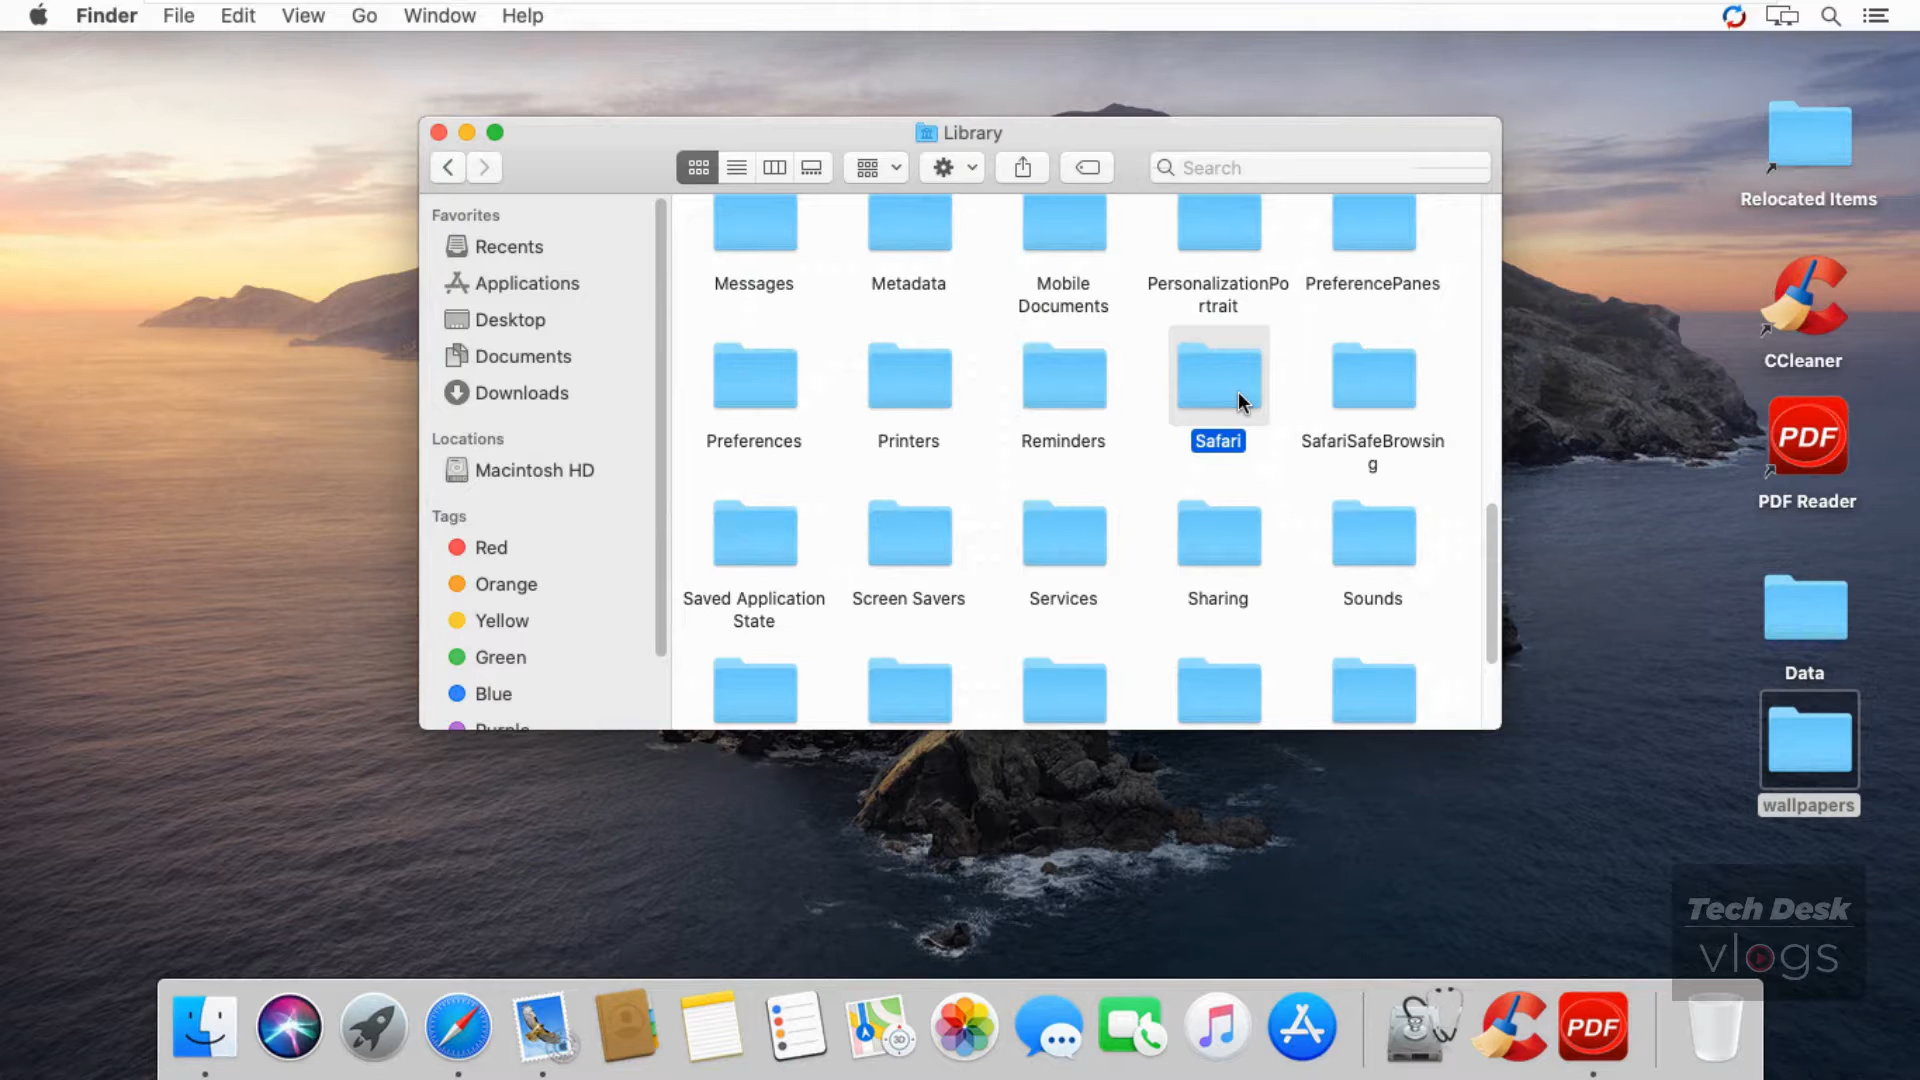 Finder File Edit View Go Window Help
Library
Search
Favorites
Recents
Applications
Desktop
Documents
Downloads
Locations
Macintosh HD
Tags
Red
Orange
Yellow
Green
Blue
Purple
Messages
Metadata
Mobile
Documents
PersonalizationPo
rtrait
PreferencePanes
Preferences
Printers
Reminders
Safari
SafariSafeBrowsin
g
Saved Application
State
Screen Savers
Services
Sharing
Sounds
Relocated Items
CCleaner
PDF
PDF Reader
Data
wallpapers
Tech Desk
vlogs
3D
PDF